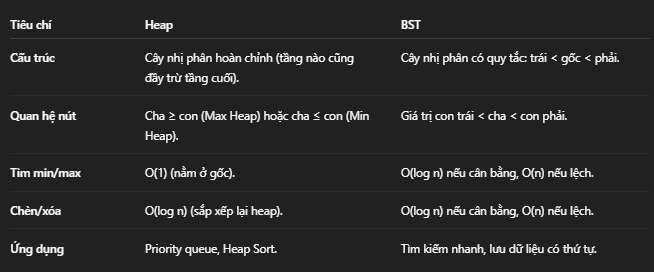 Tiêu chí Heap BST
Cấu trúc Cây nhị phân hoàn chỉnh (tầng nào cũng Cây nhị phân có quy tắc: trái < gốc < phải.
đầy trừ tầng cuối).
Quan hệ nút Cha ≥ con (Max Heap) hoặc cha ≤ con (Min Giá trị con trái < cha < con phải.
Heap).
Tìm min/max O(1) (nằm ở gốc). O(log n) nếu cân bằng, O(n) nếu lệch.
Chèn/xóa O(log n) (sắp xếp lại heap). O(log n) nếu cân bằng, O(n) nếu lệch.
Ứng dụng Priority queue, Heap Sort. Tìm kiếm nhanh, lưu dữ liệu có thứ tự.